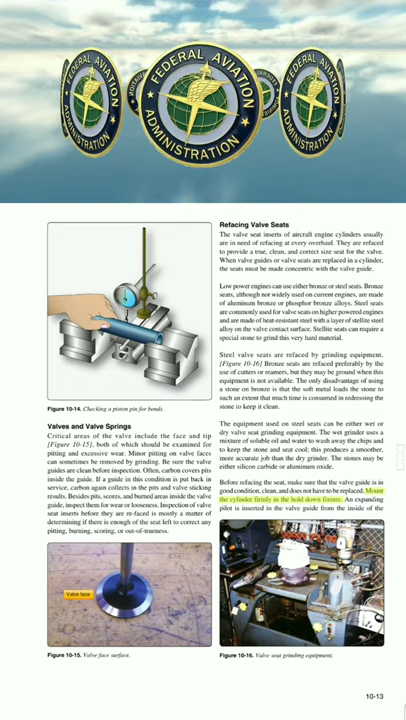 FEDERAL AVIATION
ADMINISTRATION
FEDERAL AVIATION
ADMINISTRATION
FEDERAL AVIATION
ADMINISTRATION
Figure 10-14. Checking a piston pin for bends.
Valves and Valve Springs
Critical areas of the valve include the face and tip
[Figure 10-15], both of which should be examined for
pitting and excessive wear. Minor pitting on valve faces
can sometimes be removed by grinding. Be sure the valve
guides are clean before inspection. Often, carbon covers pits
inside the guide. If a guide in this condition is put back in
service, carbon again collects in the pits and valve sticking
results. Besides pits, scores, and burned areas inside the valve
guide, inspect them for wear or looseness. Inspection of valve
seat inserts before they are re-faced is mostly a matter of
determining if there is enough of the seat left to correct any
pitting, burning, scoring, or out-of-trueness.
Valve face
Figure 10-15. Valve face surface.
Refacing Valve Seats
The valve seat inserts of aircraft engine cylinders usually
are in need of refacing at every overhaul. They are refaced
to provide a true, clean, and correct size seat for the valve.
When valve guides or valve seats are replaced in a cylinder,
the seats must be made concentric with the valve guide.
Low power engines can use either bronze or steel seats. Bronze
seats, although not widely used on current engines, are made
of aluminum bronze or phosphor bronze alloys. Steel seats
are commonly used for valve seats on higher powered engines
and are made of heat-resistant steel with a layer of stellite steel
alloy on the valve contact surface. Stellite seats can require a
special stone to grind this very hard material.
Steel valve seats are refaced by grinding equipment.
[Figure 10-16] Bronze seats are refaced preferably by the
use of cutters or reamers, but they may be ground when this
equipment is not available. The only disadvantage of using
a stone on bronze is that the soft metal loads the stone to
such an extent that much time is consumed in redressing the
stone to keep it clean.
The equipment used on steel seats can be either wet or
dry valve seat grinding equipment. The wet grinder uses a
mixture of soluble oil and water to wash away the chips and
to keep the stone and seat cool; this produces a smoother,
more accurate job than the dry grinder. The stones may be
either silicon carbide or aluminum oxide.
Before refacing the seat, make sure that the valve guide is in
good condition, clean, and does not have to be replaced. Mount
the cylinder firmly in the hold down fixture. An expanding
pilot is inserted in the valve guide from the inside of the
Figure 10-16. Valve seat grinding equipment.
10-13